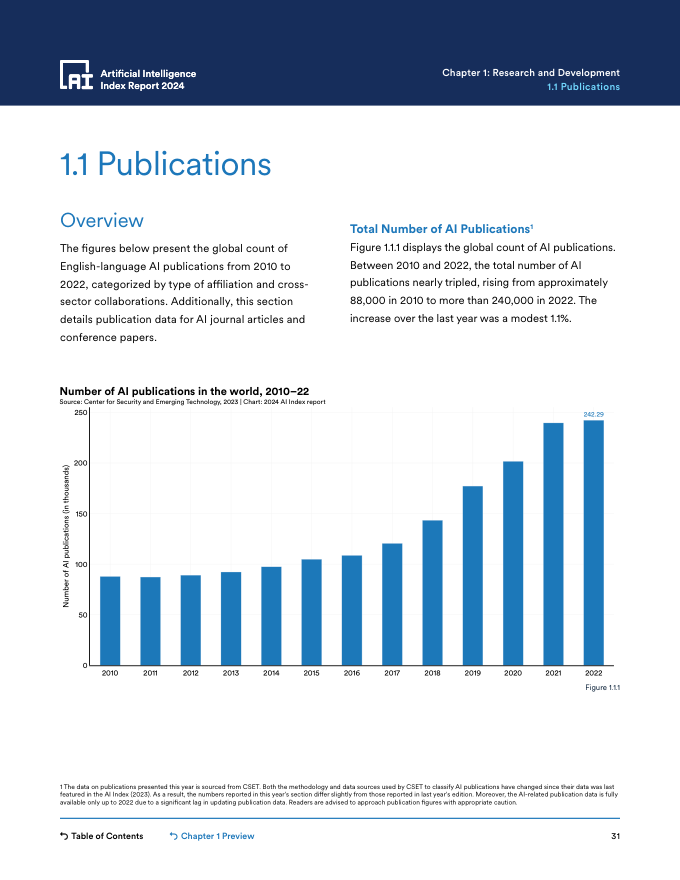 AI
Artificial Intelligence
Index Report 2024
Chapter 1: Research and Development
1.1 Publications
1.1 Publications
Overview
The figures below present the global count of
English-language AI publications from 2010 to
2022, categorized by type of affiliation and cross-
sector collaborations. Additionally, this section
details publication data for AI journal articles and
conference papers.
Total Number of AI Publications¹
Figure 1.1.1 displays the global count of AI publications.
Between 2010 and 2022, the total number of AI
publications nearly tripled, rising from approximately
88,000 in 2010 to more than 240,000 in 2022. The
increase over the last year was a modest 1.1%.
Number of AI publications in the world, 2010–22
Source: Center for Security and Emerging Technology, 2023 | Chart: 2024 AI Index report
Number of AI publications (in thousands)
250
200
150
100
50
0
242.29
2010 2011 2012 2013 2014 2015 2016 2017 2018 2019 2020 2021 2022
Figure 1.1.1
1 The data on publications presented this year is sourced from CSET. Both the methodology and data sources used by CSET to classify AI publications have changed since their data was last
featured in the AI Index (2023). As a result, the numbers reported in this year's section differ slightly from those reported in last year's edition. Moreover, the AI-related publication data is fully
available only up to 2022 due to a significant lag in updating publication data. Readers are advised to approach publication figures with appropriate caution.
Table of Contents
Chapter 1 Preview
31